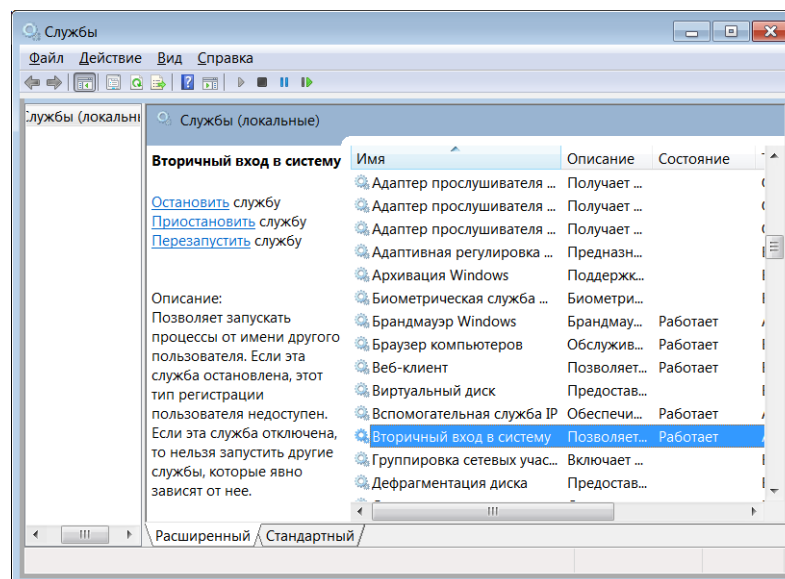 Службы
Файл Действие Вид Справка
Службы (локальн
Службы (локальные)
Вторичный вход в систему
Остановить службу
Приостановить службу
Перезапустить службу
Описание:
Позволяет запускать
процессы от имени другого
пользователя. Если эта
служба остановлена, этот
тип регистрации
пользователя недоступен.
Если эта служба отключена,
то нельзя запустить другие
службы, которые явно
зависят от нее.
Имя Описание Состояние
Адаптер прослушивателя ... Получает ...
Адаптер прослушивателя ... Получает ...
Адаптер прослушивателя ... Получает ...
Адаптивная регулировка ... Предназн...
Архивация Windows Поддержк...
Биометрическая служба ... Биометри...
Брандмауэр Windows Брандмау... Работает
Браузер компьютеров Обслужив... Работает
Веб-клиент Позволяет... Работает
Виртуальный диск Предостав...
Вспомогательная служба IP Обеспечи... Работает
Вторичный вход в систему Позволяет... Работает
Группировка сетевых учас... Включает ...
Дефрагментация диска Предостав...
Расширенный Стандартный